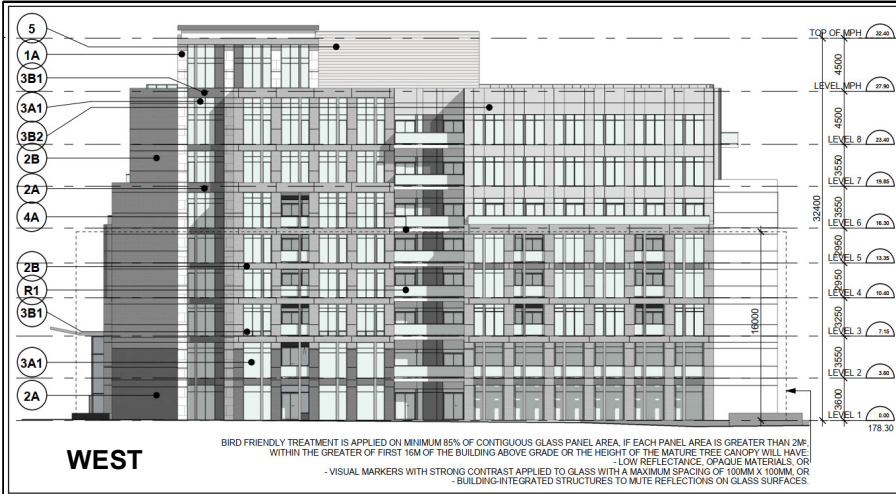 5
1A
3B1
3A1
3B2
2B
2A
4A
2B
R1
3B1
3A1
2A
TOP OF MPH 32.40
4500
LEVEL MPH 27.90
4500
LEVEL 8 23.40
3550
LEVEL 7 19.85
32400
3550
LEVEL 6 16.30
2950
LEVEL 5 13.35
2950
LEVEL 4 10.40
16000
3250
LEVEL 3 7.15
3550
LEVEL 2 3.60
3600
LEVEL 1 0.00
178.30
WEST
BIRD FRIENDLY TREATMENT IS APPLIED ON MINIMUM 85% OF CONTIGUOUS GLASS PANEL AREA, IF EACH PANEL AREA IS GREATER THAN 2M²,
WITHIN THE GREATER OF FIRST 16M OF THE BUILDING ABOVE GRADE OR THE HEIGHT OF THE MATURE TREE CANOPY WILL HAVE:
- LOW REFLECTANCE, OPAQUE MATERIALS, OR
- VISUAL MARKERS WITH STRONG CONTRAST APPLIED TO GLASS WITH A MAXIMUM SPACING OF 100MM X 100MM, OR
- BUILDING-INTEGRATED STRUCTURES TO MUTE REFLECTIONS ON GLASS SURFACES.